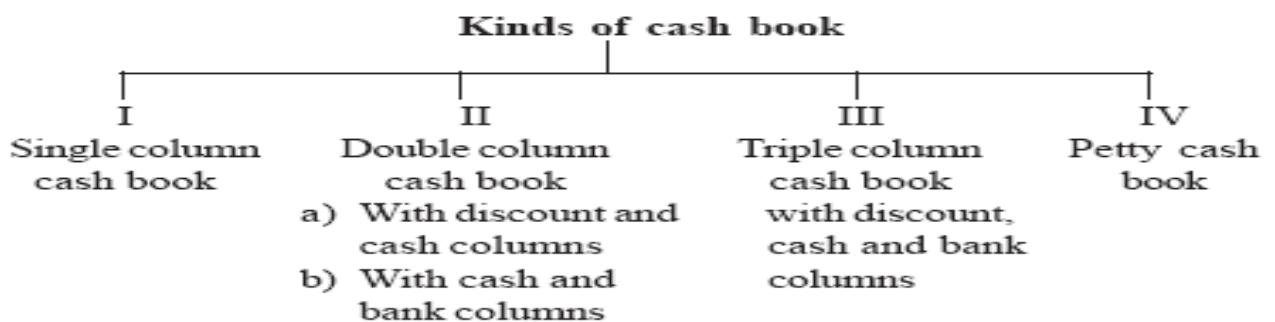 Kinds of cash book
I
Single column
cash book
II
Double column
cash book
a) With discount and
cash columns
b) With cash and
bank columns
III
Triple column
cash book
with discount,
cash and bank
columns
IV
Petty cash
book